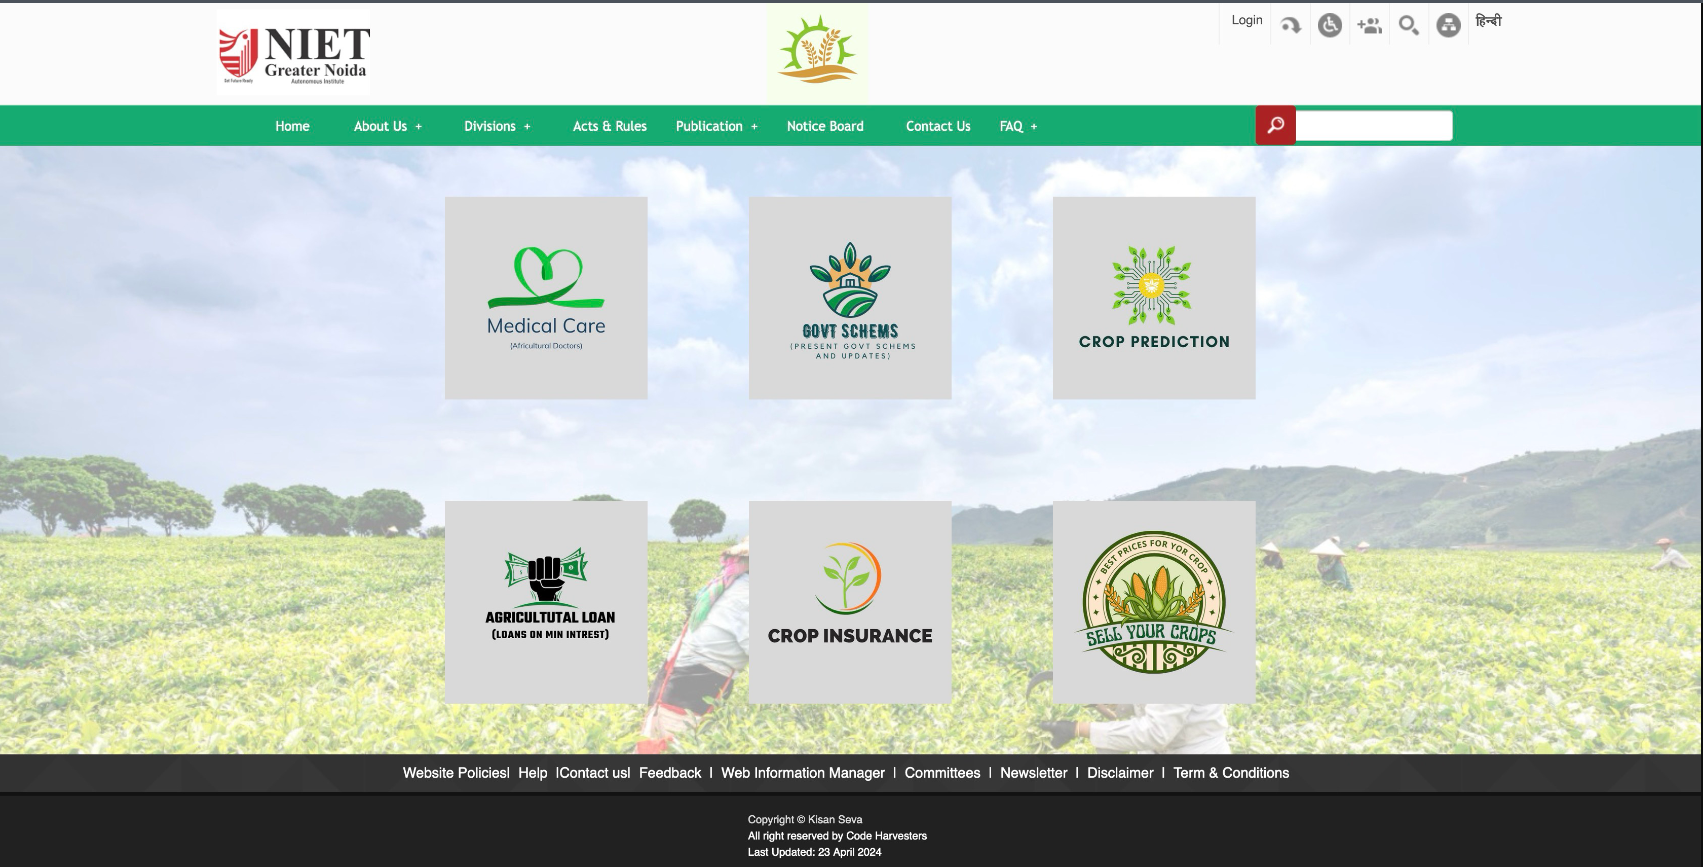 NIET
Greater Noida
Autonomous Institute
Get Future Ready
Login
हिन्दी
Home
About Us +
Divisions +
Acts & Rules
Publication +
Notice Board
Contact Us
FAQ +
Medical Care
(Africultural Doctors)
GOVT SCHEMS
(PRESENT GOVT SCHEMS
AND UPDATES)
CROP PREDICTION
AGRICULTUTAL LOAN
(LOANS ON MIN INTREST)
CROP INSURANCE
BEST PRICES FOR YOR CROP
SELL YOUR CROPS
Website Policies| Help |Contact us| Feedback | Web Information Manager | Committees | Newsletter | Disclaimer | Term & Conditions
Copyright © Kisan Seva
All right reserved by Code Harvesters
Last Updated: 23 April 2024